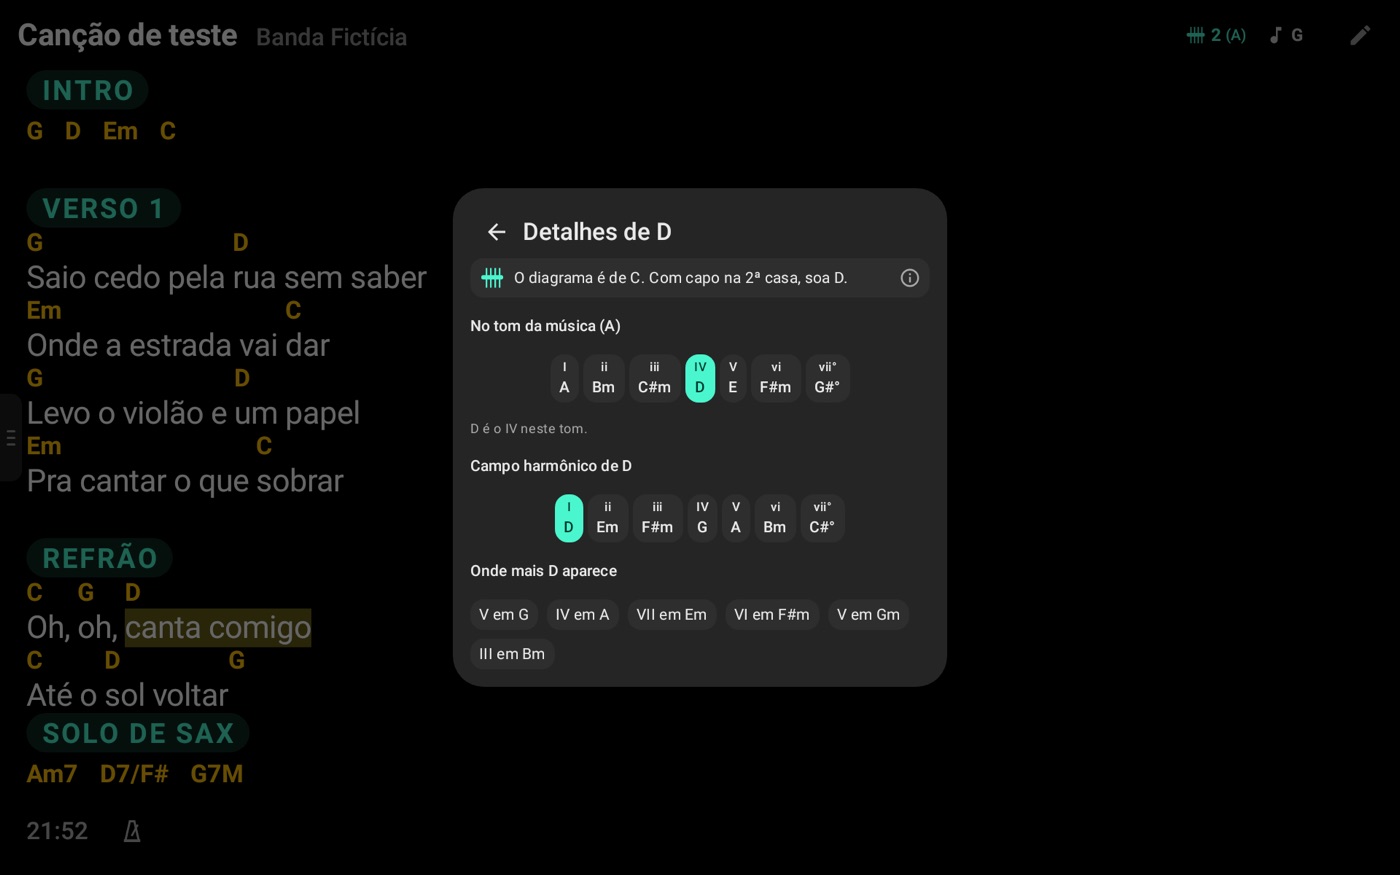 Canção de teste Banda Fictícia
2 (A) G
INTRO
G D Em C
VERSO 1
G D
Saio cedo pela rua sem saber
Em C
Onde a estrada vai dar
G D
Levo o violão e um papel
Em C
Pra cantar o que sobrar
REFRÃO
C G D
Oh, oh, canta comigo
C D G
Até o sol voltar
SOLO DE SAX
Am7 D7/F# G7M
21:52
Detalhes de D
O diagrama é de C. Com capo na 2ª casa, soa D.
No tom da música (A)
I ii iii IV V vi vii°
A Bm C#m D E F#m G#°
D é o IV neste tom.
Campo harmônico de D
I ii iii IV V vi vii°
D Em F#m G A Bm C#°
Onde mais D aparece
V em G IV em A VII em Em VI em F#m V em Gm
III em Bm